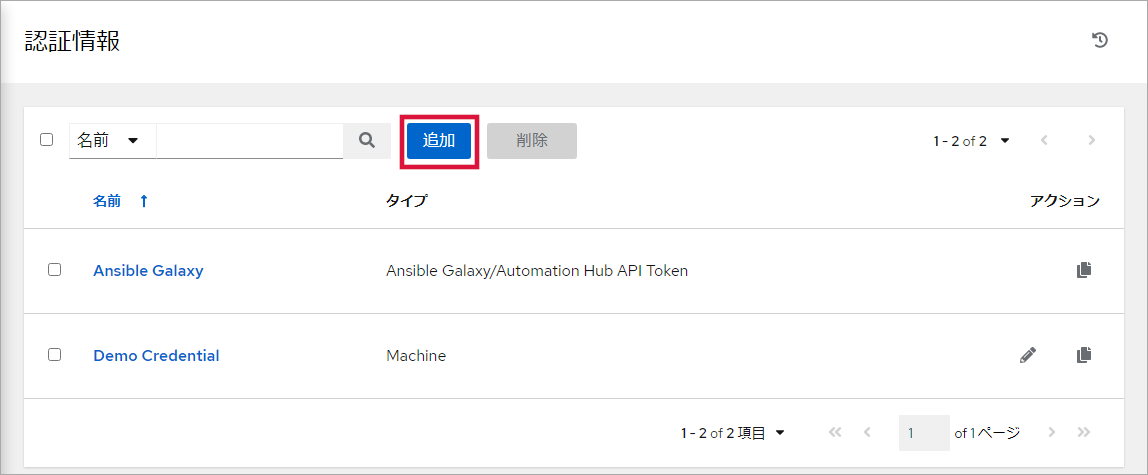 認証情報
名前 追加 削除 1 - 2 of 2
名前 タイプ アクション
Ansible Galaxy Ansible Galaxy/Automation Hub API Token
Demo Credential Machine
1 - 2 of 2 項目 1 of 1 ページ